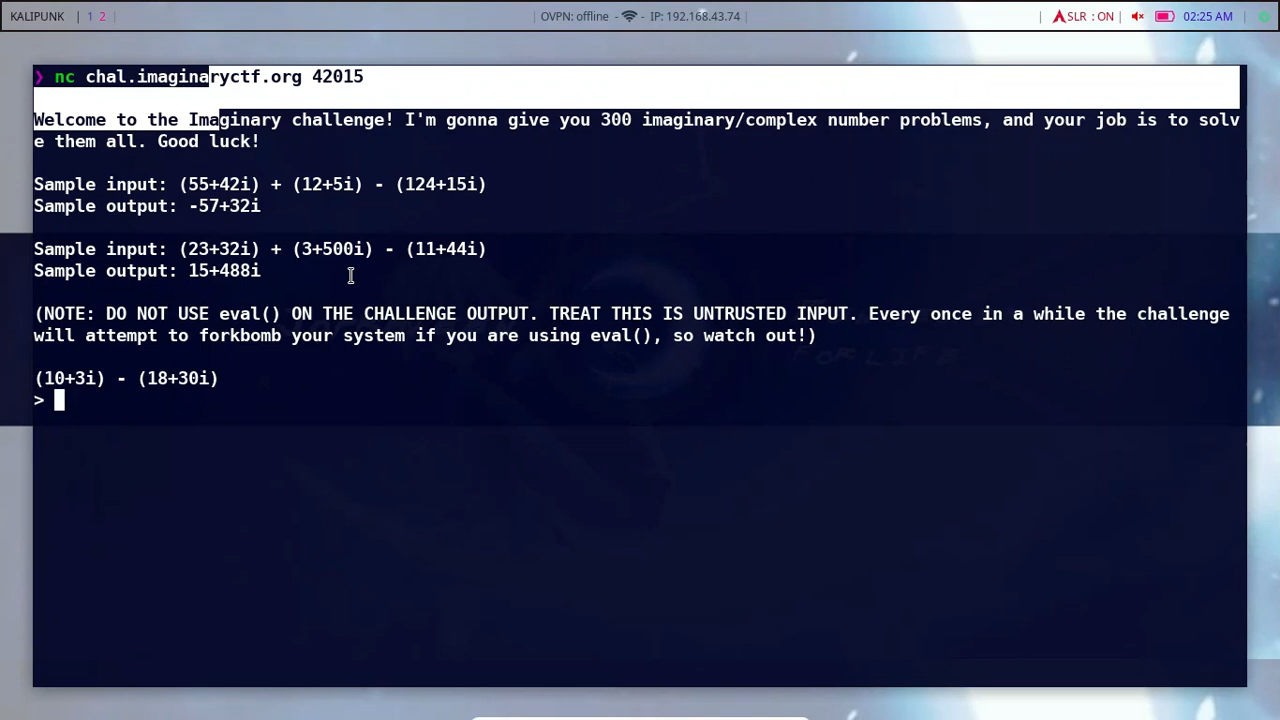 KALIPUNK | 1 2 | OVPN: offline - IP: 192.168.43.74 | SLR : ON | 02:25 AM |
❯ nc chal.imaginaryctf.org 42015
Welcome to the Imaginary challenge! I'm gonna give you 300 imaginary/complex number problems, and your job is to solv
e them all. Good luck!
Sample input: (55+42i) + (12+5i) - (124+15i)
Sample output: -57+32i
Sample input: (23+32i) + (3+500i) - (11+44i)
Sample output: 15+488i
(NOTE: DO NOT USE eval() ON THE CHALLENGE OUTPUT. TREAT THIS IS UNTRUSTED INPUT. Every once in a while the challenge
will attempt to forkbomb your system if you are using eval(), so watch out!)
(10+3i) - (18+30i)
>
FOR LIFE